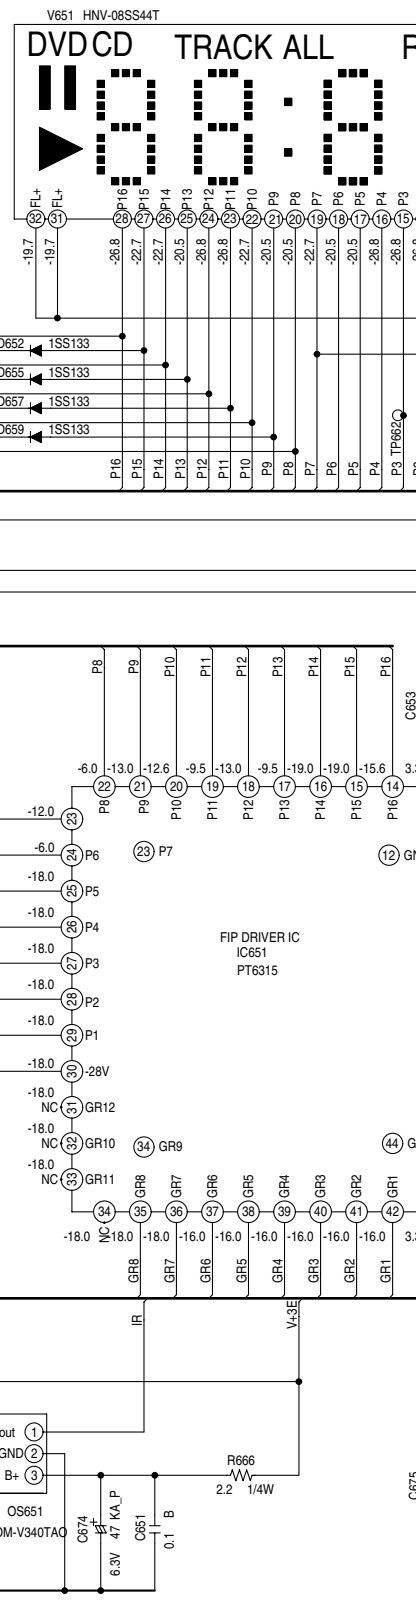 V651 HNV-08SS44T
DVD CD TRACK ALL R
FL+ FL+ P16 P15 P14 P13 P12 P11 P10 P9 P8 P7 P6 P5 P4 P3
32 31 28 27 26 25 24 23 22 21 20 19 18 17 16 15
-19.7 -19.7 -26.8 -22.7 -22.7 -20.5 -26.8 -26.8 -22.7 -20.5 -20.5 -22.7 -20.5 -20.5 -26.8 -26.8
D652 1SS133
D655 1SS133
D657 1SS133
D659 1SS133
TP662
P16 P15 P14 P13 P12 P11 P10 P9 P8 P7 P6 P5 P4 P3
P8 P9 P10 P11 P12 P13 P14 P15 P16
C653
-6.0 -13.0 -12.6 -9.5 -13.0 -9.5 -19.0 -19.0 -15.6 3.
22 21 20 19 18 17 16 15 14
P8 P9 P10 P11 P12 P13 P14 P15 P16
-12.0 23
-6.0 24 P6
23 P7
12 GN
-18.0 25 P5
-18.0 26 P4
FIP DRIVER IC
IC651
PT6315
-18.0 27 P3
-18.0 28 P2
-18.0 29 P1
-18.0 30 -28V
-18.0 NC 31 GR12
-18.0 NC 32 GR10
34 GR9
44 G
-18.0 NC 33 GR11
GR8 GR7 GR6 GR5 GR4 GR3 GR2 GR1
34 35 36 37 38 39 40 41 42
NC
-18.0 -18.0 -18.0 -16.0 -16.0 -16.0 -16.0 -16.0 -16.0 3.
GR8 GR7 GR6 GR5 GR4 GR3 GR2 GR1
IR V+3E
out 1
GND 2
B+ 3
R666
2.2 1/4W
OS651
OM-V340TAO
C674 47 KA_P
6.3V
C651 B
0.1
C675